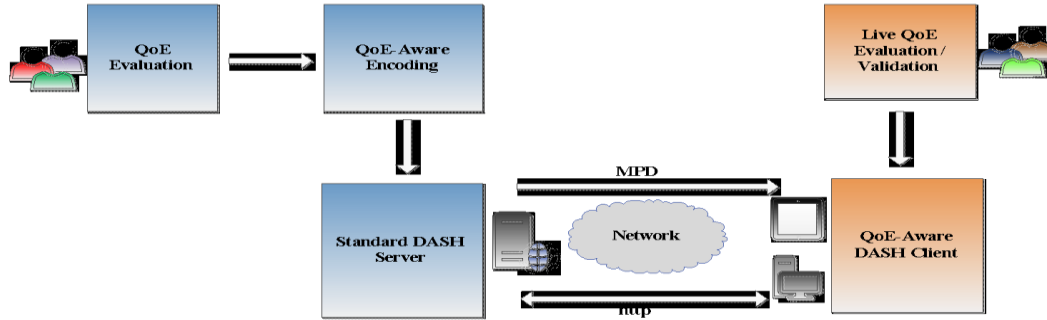 QoE
Evaluation
QoE-Aware
Encoding
Live QoE
Evaluation /
Validation
MPD
Standard DASH
Server
Network
QoE-Aware
DASH Client
http